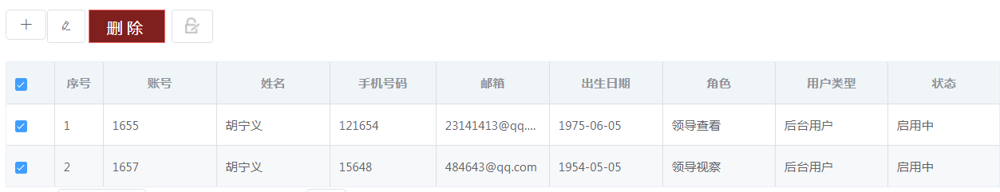 删 除
序号 账号 姓名 手机号码 邮箱 出生日期 角色 用户类型 状态
1 1655 胡宁义 121654 23141413@qq.... 1975-06-05 领导查看 后台用户 启用中
2 1657 胡宁义 15648 484643@qq.com 1954-05-05 领导视察 后台用户 启用中